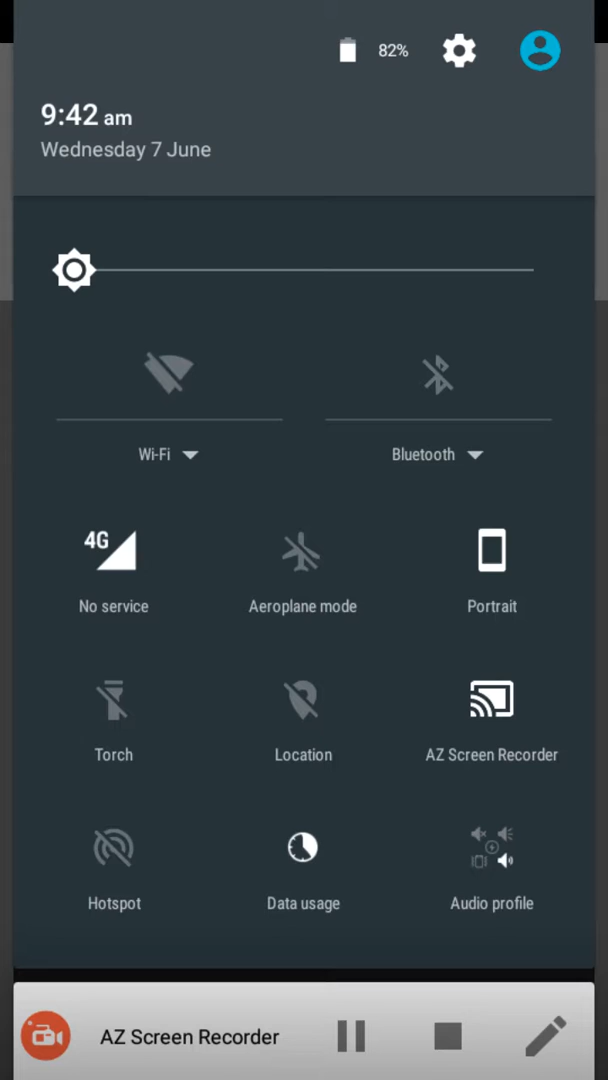 82%
9:42 am
Wednesday 7 June
Wi-Fi
Bluetooth
4G
No service
Aeroplane mode
Portrait
Torch
Location
AZ Screen Recorder
Hotspot
Data usage
Audio profile
AZ Screen Recorder